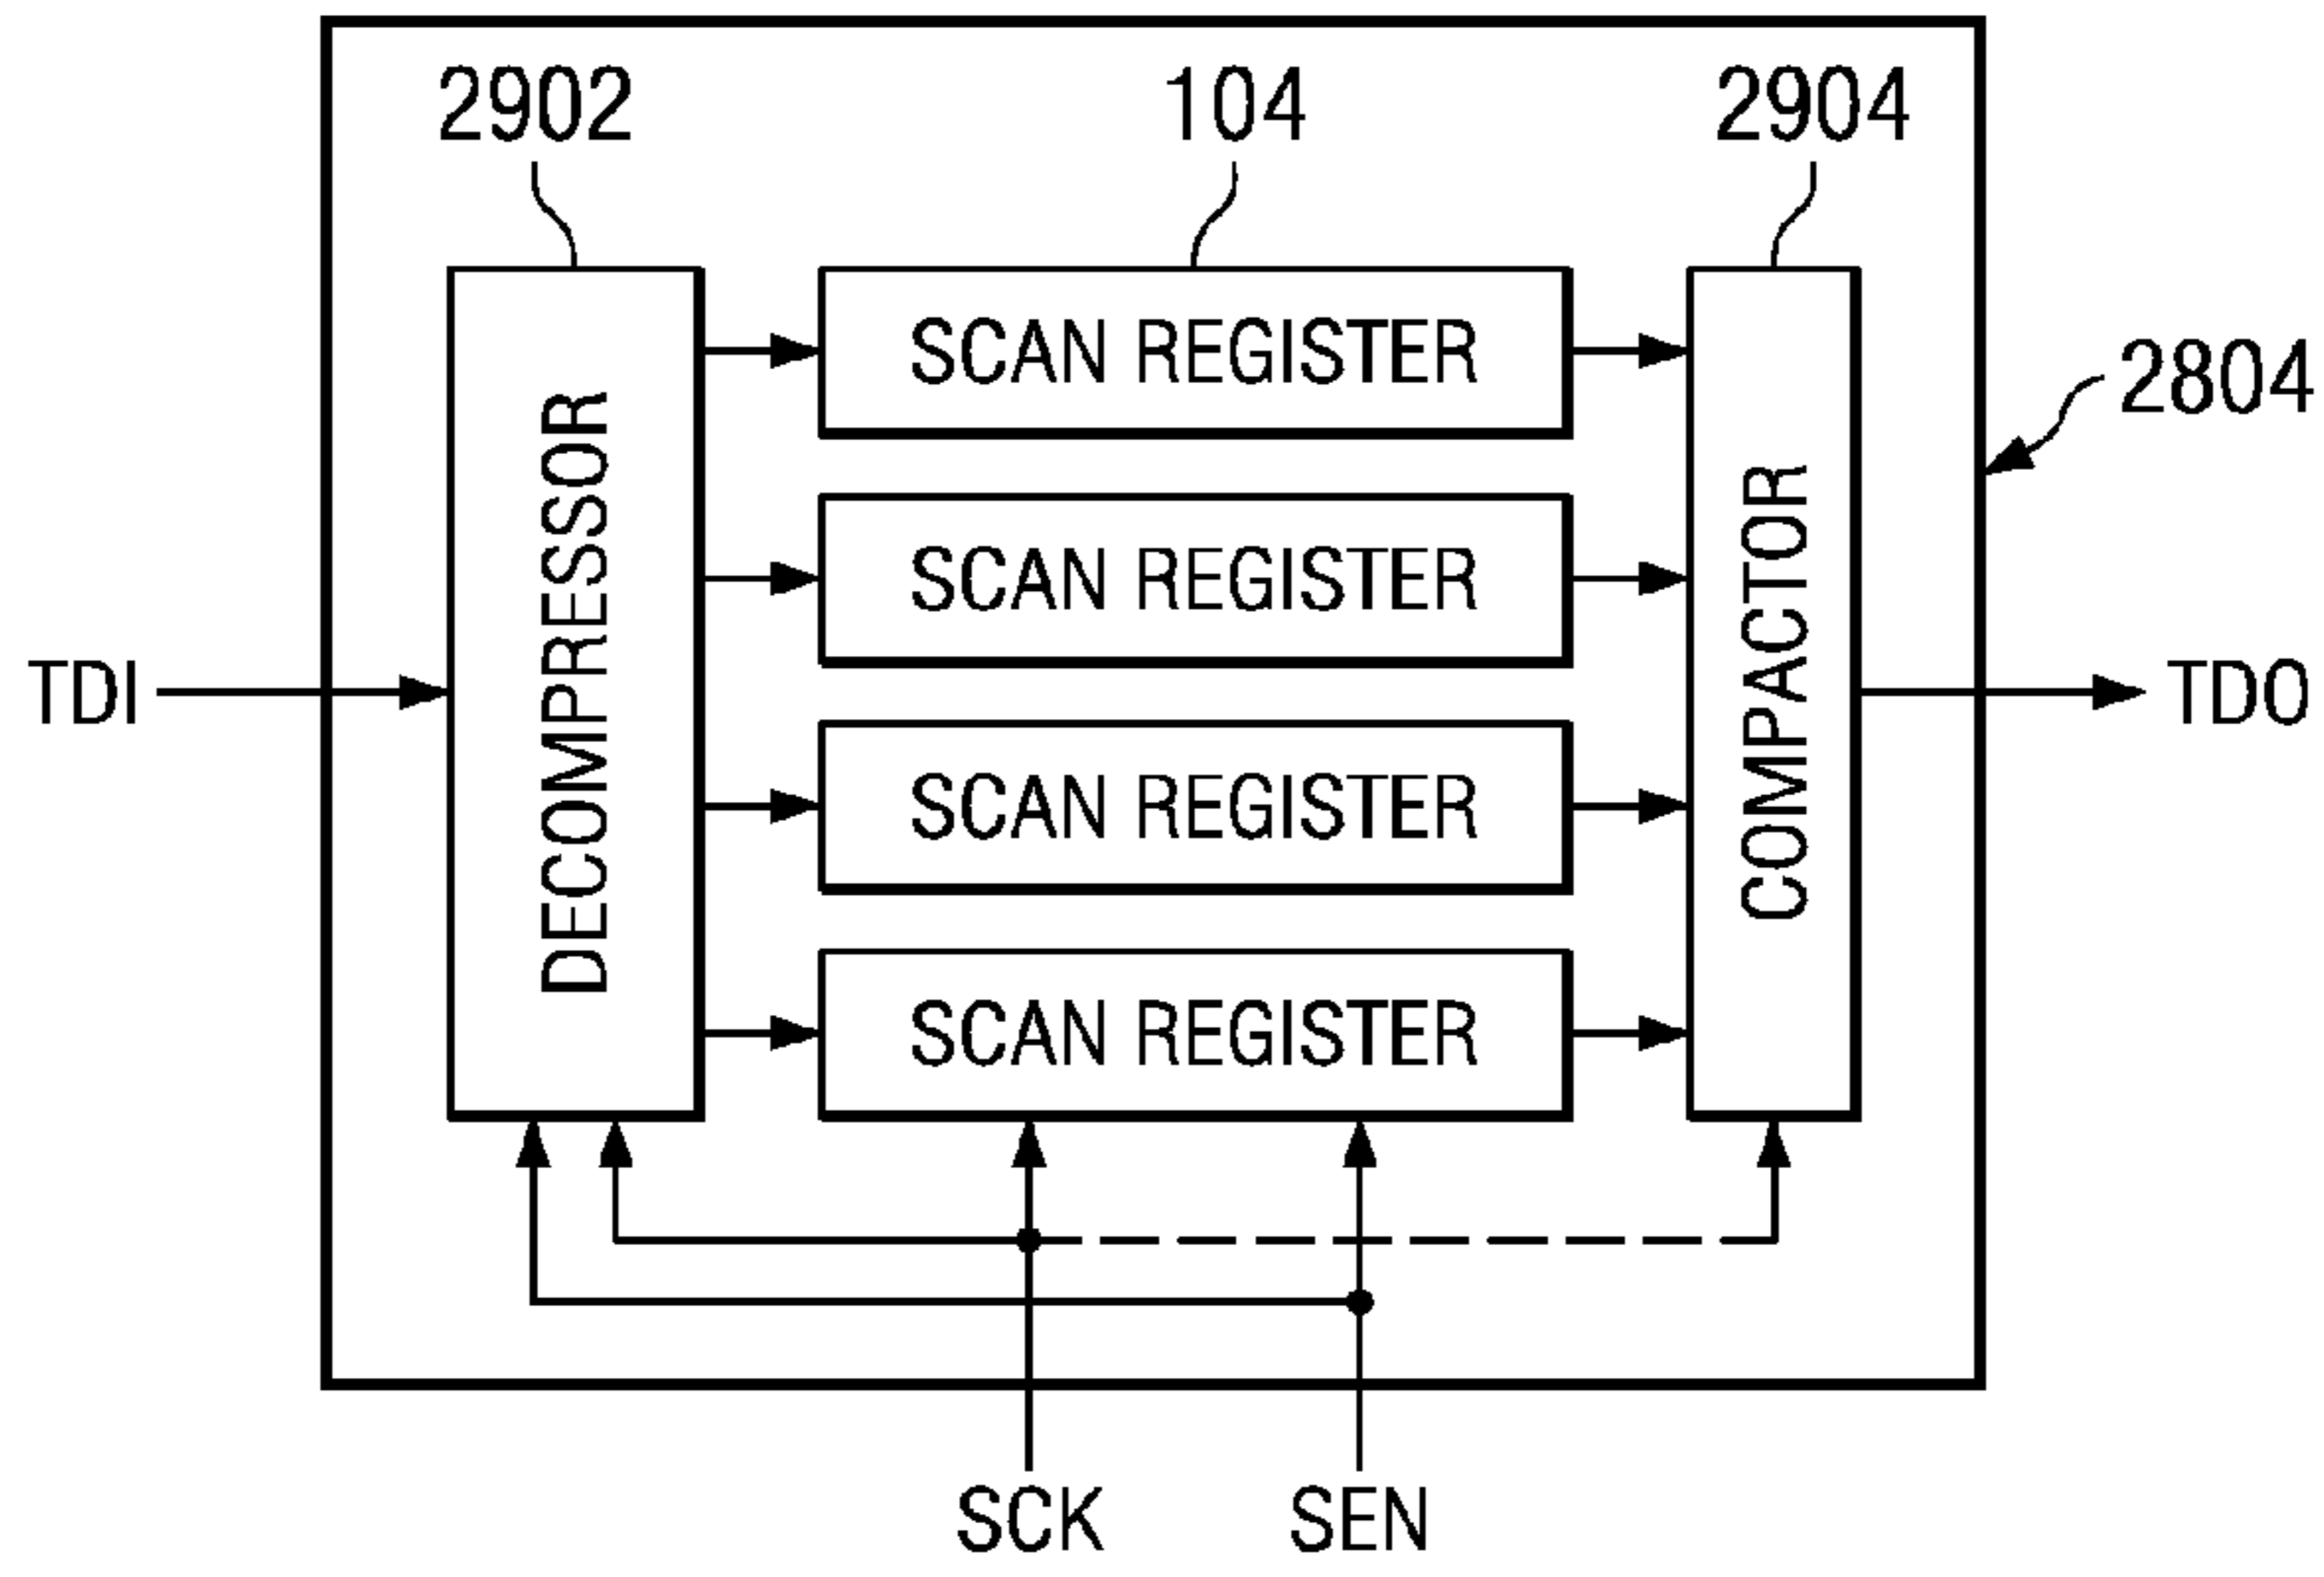 2902
104
2904
2804
SCAN REGISTER
SCAN REGISTER
SCAN REGISTER
SCAN REGISTER
DECOMPRESSOR
COMPACTOR
TDI
TDO
SCK
SEN